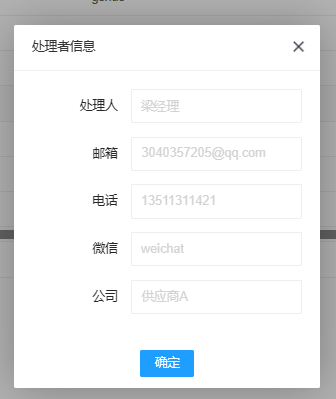 处理者信息
处理人 梁经理
邮箱 3040357205@qq.com
电话 13511311421
微信 weichat
公司 供应商A
确定